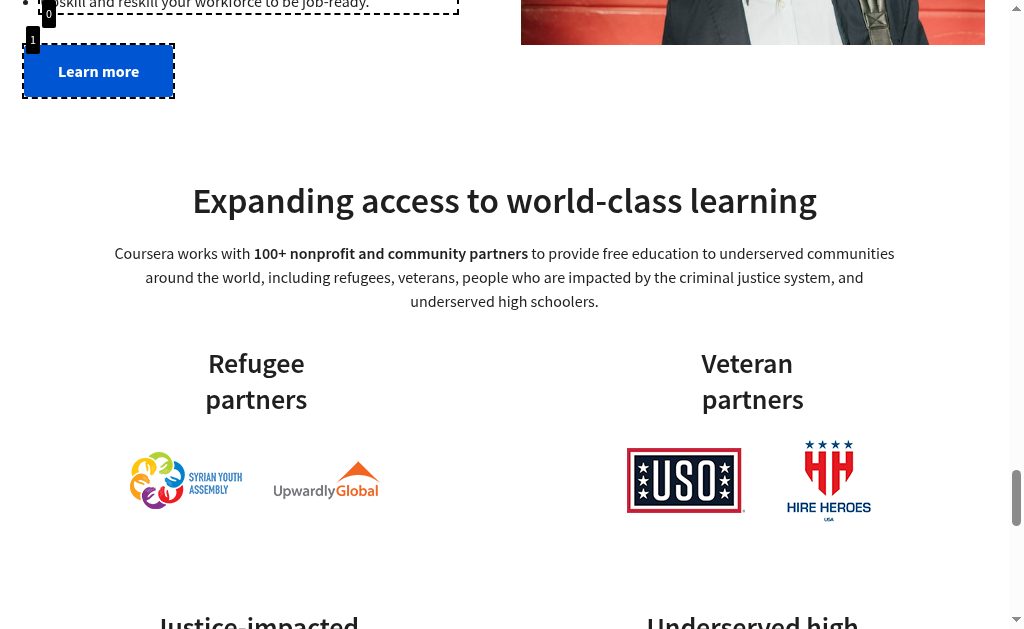 skill and reskill your workforce to be job-ready.
0
1
Learn more
Expanding access to world-class learning
Coursera works with 100+ nonprofit and community partners to provide free education to underserved communities
around the world, including refugees, veterans, people who are impacted by the criminal justice system, and
underserved high schoolers.
Refugee
partners
Veteran
partners
SYRIAN YOUTH
ASSEMBLY
UpwardlyGlobal
USO
HIRE HEROES
USA
Justice-impacted
Underserved high